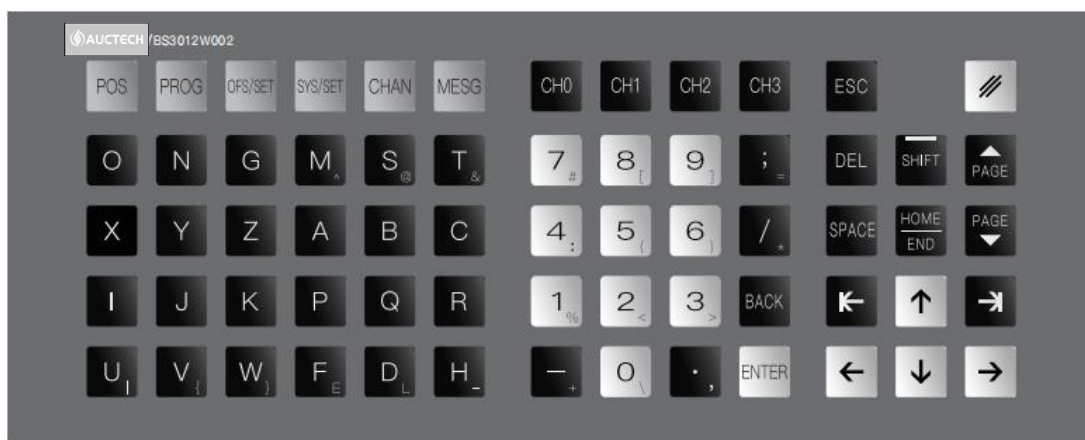 AUCTECH/BS3012W002
POS PROG OFS/SET SYS/SET CHAN MESG CH0 CH1 CH2 CH3 ESC
O N G M ^ S @ T & 7 # 8 [ 9 ] ; = DEL SHIFT PAGE
X Y Z A B C 4 : 5 ( 6 ) / * SPACE HOME END PAGE
I J K P Q R 1 % 2 < 3 > BACK
U | V { W } F E D L H _ - + 0 \ . , ENTER